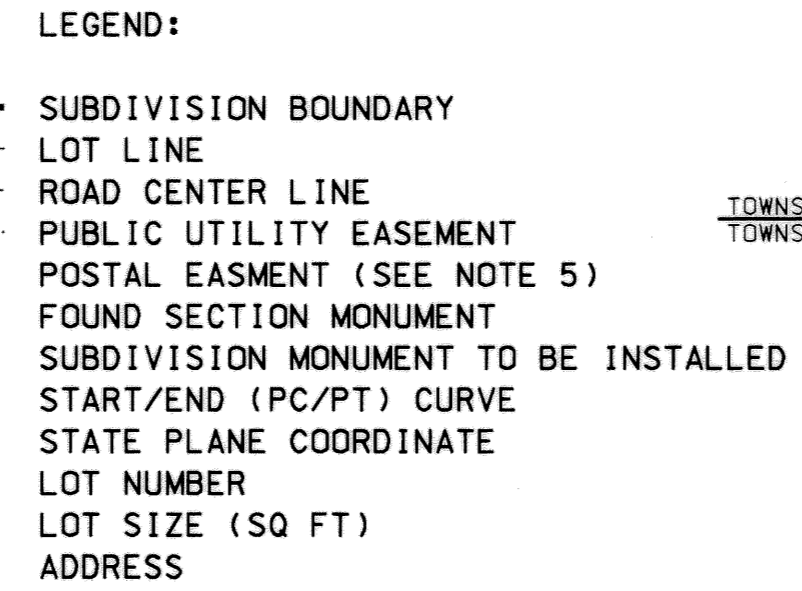 LEGEND:
SUBDIVISION BOUNDARY
LOT LINE
ROAD CENTER LINE
PUBLIC UTILITY EASEMENT
POSTAL EASMENT (SEE NOTE 5)
FOUND SECTION MONUMENT
SUBDIVISION MONUMENT TO BE INSTALLED
START/END (PC/PT) CURVE
STATE PLANE COORDINATE
LOT NUMBER
LOT SIZE (SQ FT)
ADDRESS
TOWNS
TOWNS